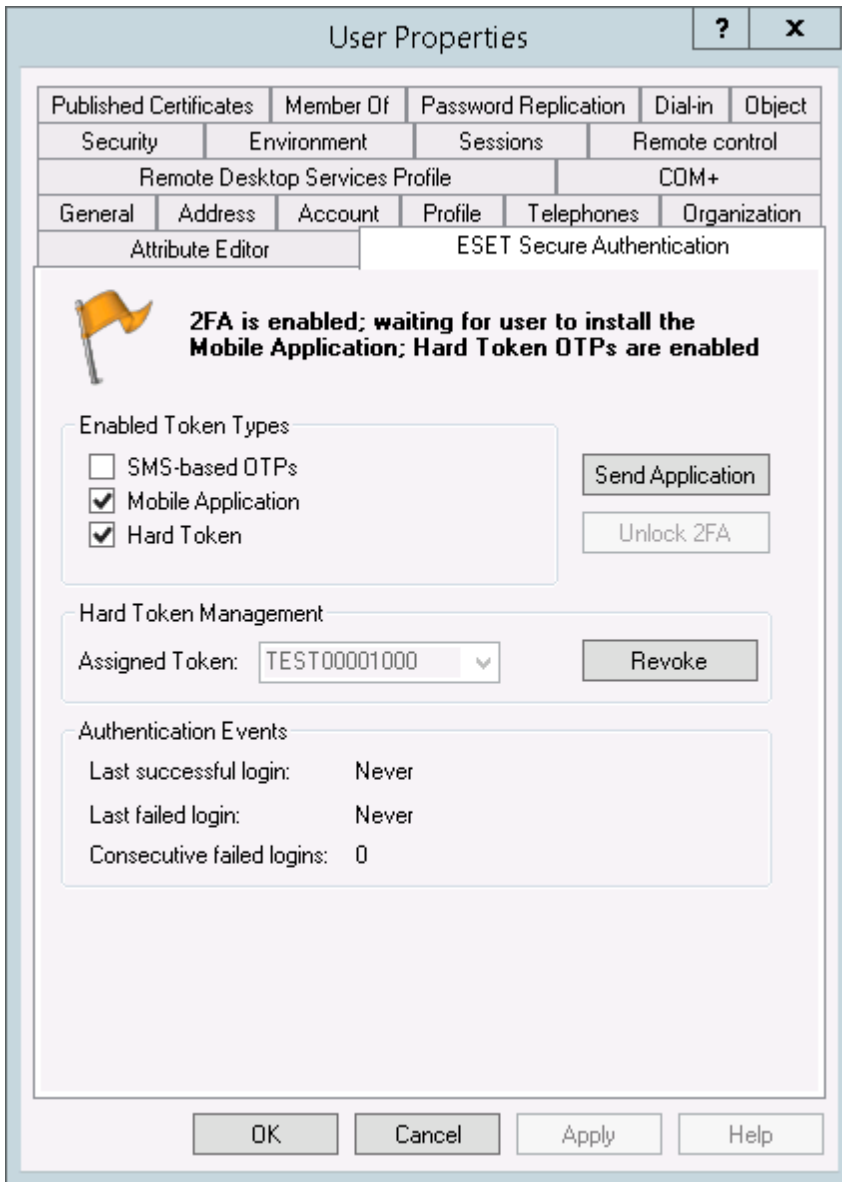 User Properties
? x
Published Certificates Member Of Password Replication Dial-in Object
Security Environment Sessions Remote control
Remote Desktop Services Profile COM+
General Address Account Profile Telephones Organization
Attribute Editor ESET Secure Authentication
2FA is enabled; waiting for user to install the
Mobile Application; Hard Token OTPs are enabled
Enabled Token Types
SMS-based OTPs
Send Application
Mobile Application
Hard Token
Unlock 2FA
Hard Token Management
Assigned Token: TEST00001000 Revoke
Authentication Events
Last successful login: Never
Last failed login: Never
Consecutive failed logins: 0
OK Cancel Apply Help